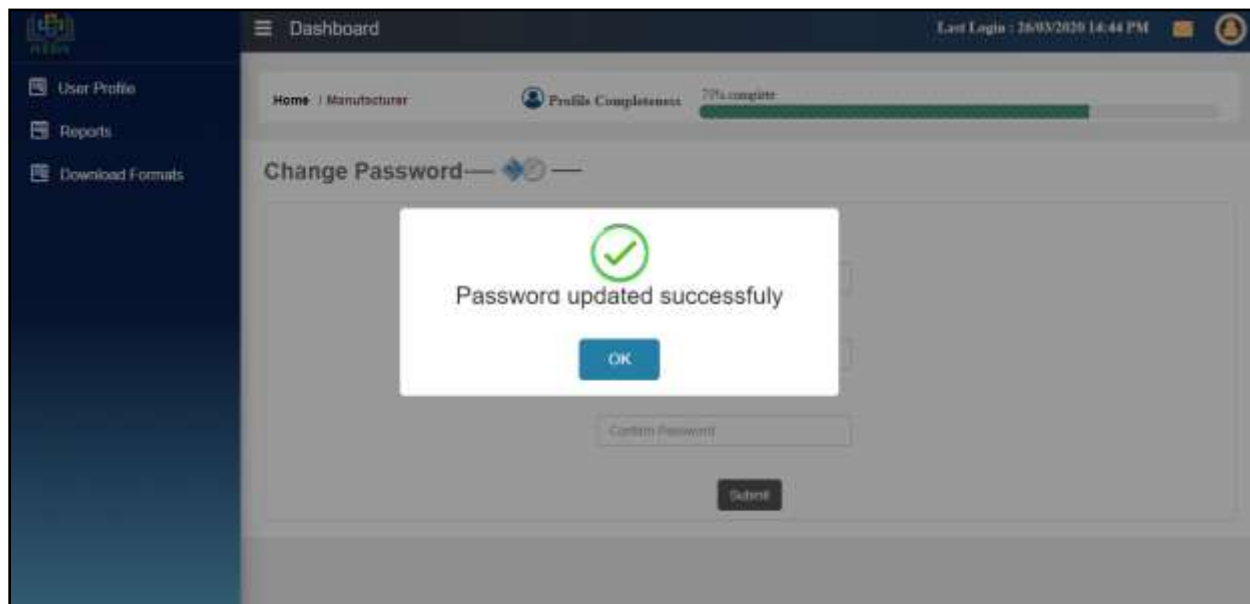 Dashboard
Last Login : 26/03/2020 14:44 PM
User Profile
Reports
Download Formats
Home / Manufacturer
Profile Completeness
complete
Change Password
Password updated successfuly
OK
Confirm Password
Submit